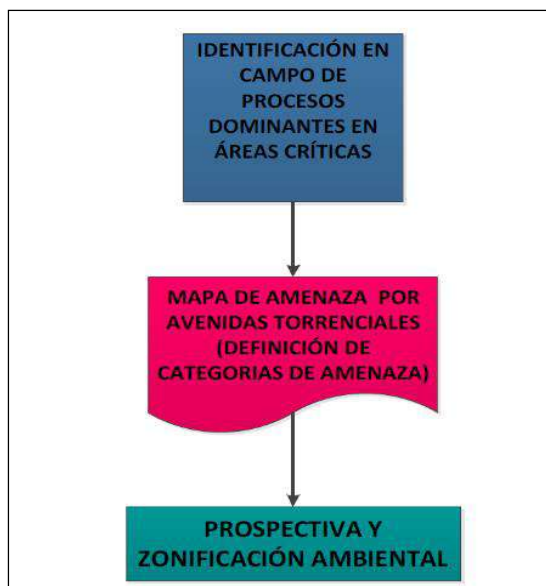 IDENTIFICACIÓN EN
CAMPO DE
PROCESOS
DOMINANTES EN
ÁREAS CRÍTICAS
MAPA DE AMENAZA POR
AVENIDAS TORRENCIALES
(DEFINICIÓN DE
CATEGORIAS DE AMENAZA)
PROSPECTIVA Y
ZONIFICACIÓN AMBIENTAL